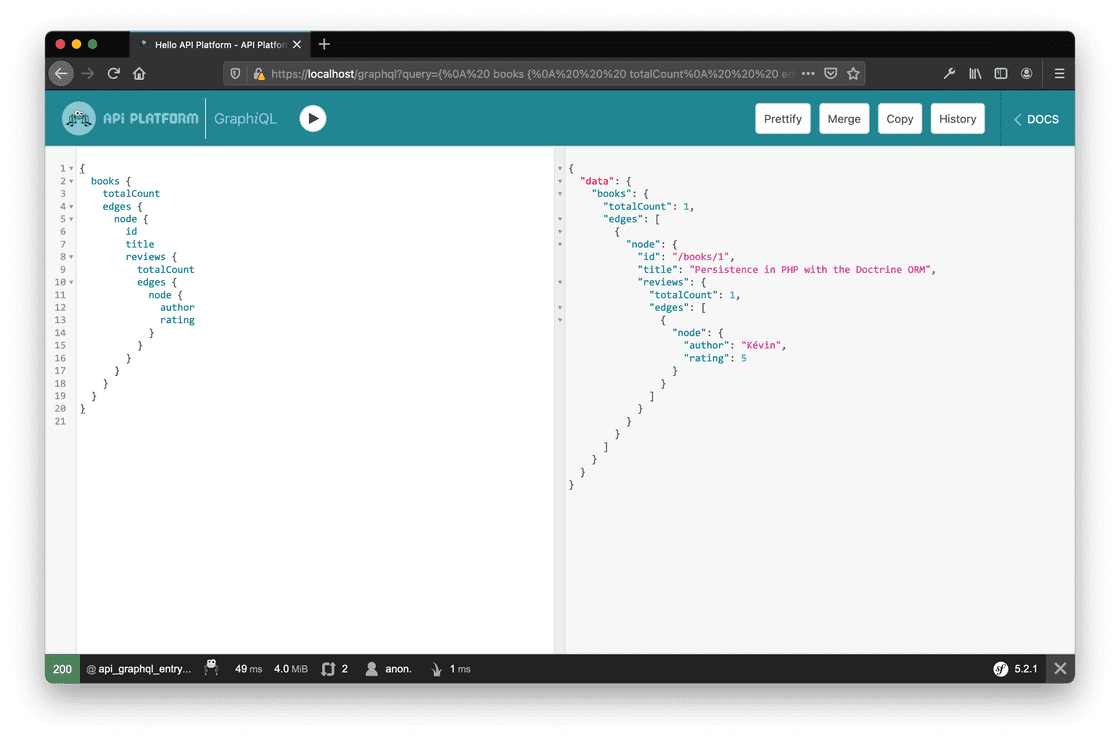 Hello API Platform - API Platfor
https://localhost/graphql?query={%0A%20 books {%0A%20%20%20 totalCount%0A%20%20%20 ed
API PLATFORM GraphiQL Prettify Merge Copy History DOCS
1 {
2 books {
3 totalCount
4 edges {
5 node {
6 id
7 title
8 reviews {
9 totalCount
10 edges {
11 node {
12 author
13 rating
14 }
15 }
16 }
17 }
18 }
19 }
20 }
21
{
"data": {
"books": {
"totalCount": 1,
"edges": [
{
"node": {
"id": "/books/1",
"title": "Persistence in PHP with the Doctrine ORM",
"reviews": {
"totalCount": 1,
"edges": [
{
"node": {
"author": "Kévin",
"rating": 5
}
}
]
}
}
}
]
}
}
}
200 @ api_graphql_entry... 49 ms 4.0 MiB 2 anon. 1 ms sf 5.2.1